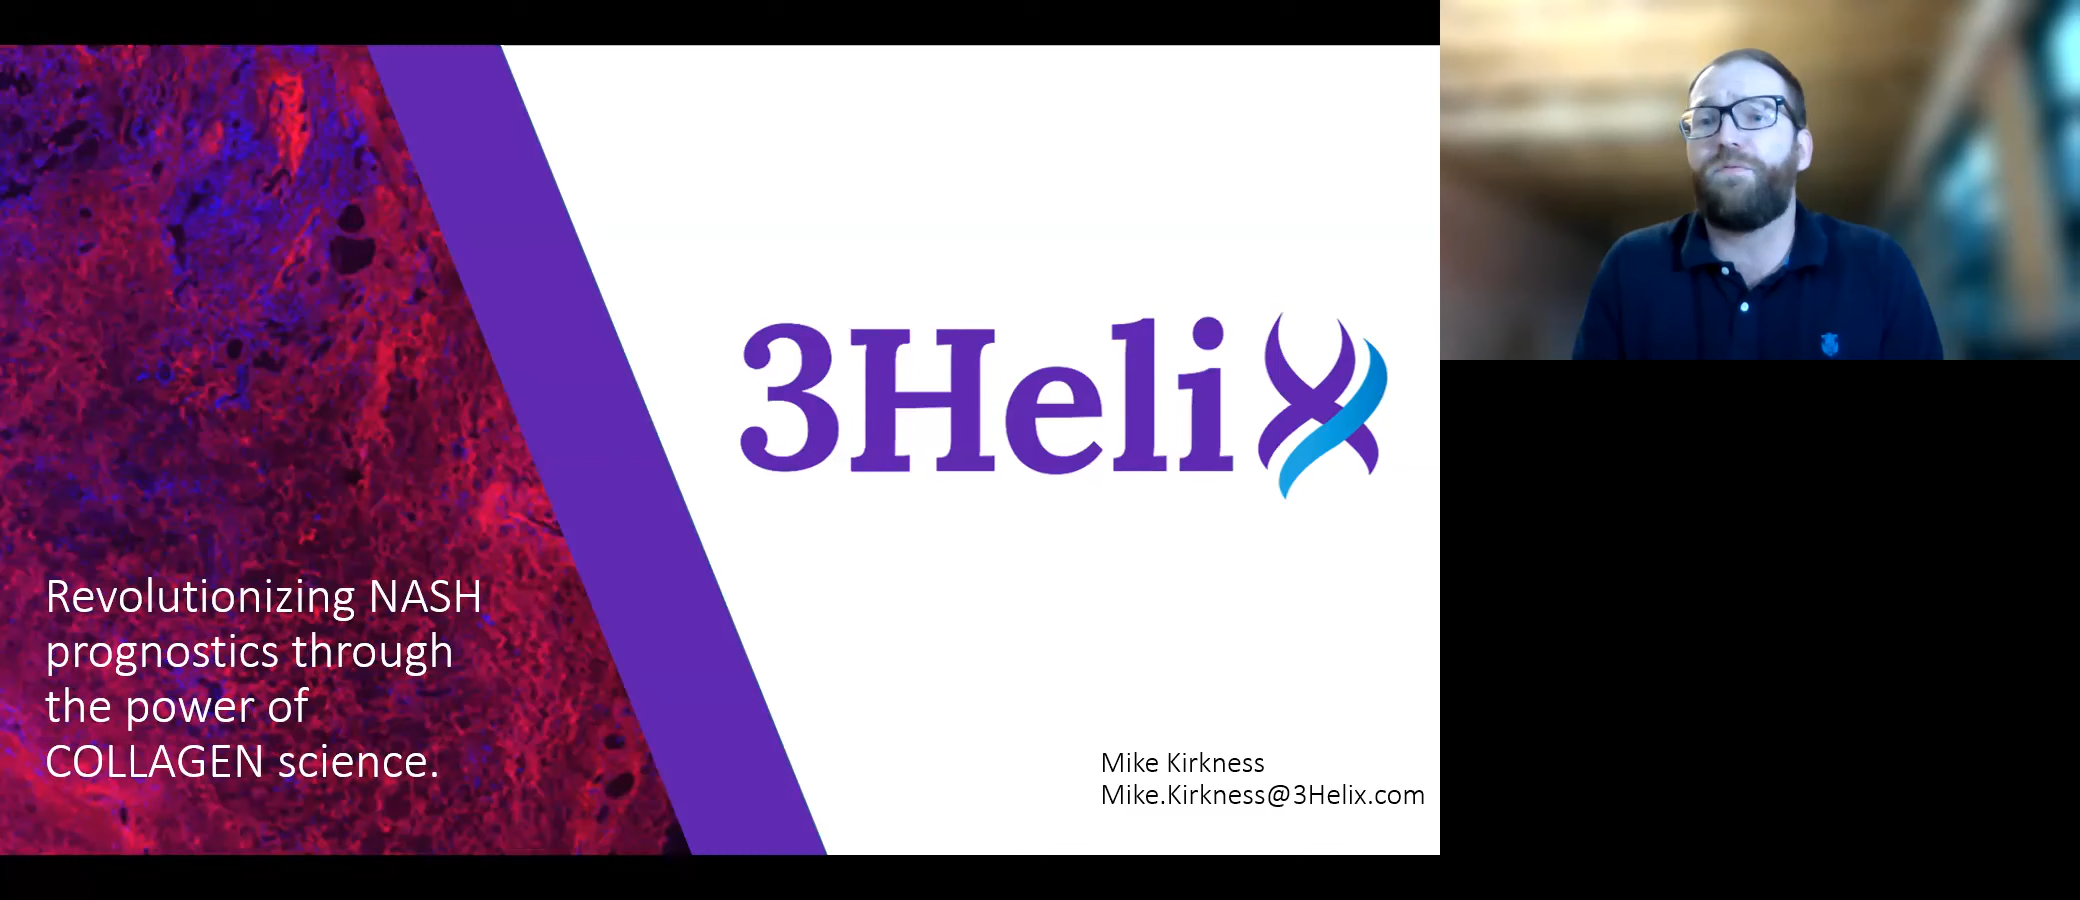 3Helix
Revolutionizing NASH
prognostics through
the power of
COLLAGEN science.
Mike Kirkness
Mike.Kirkness@3Helix.com